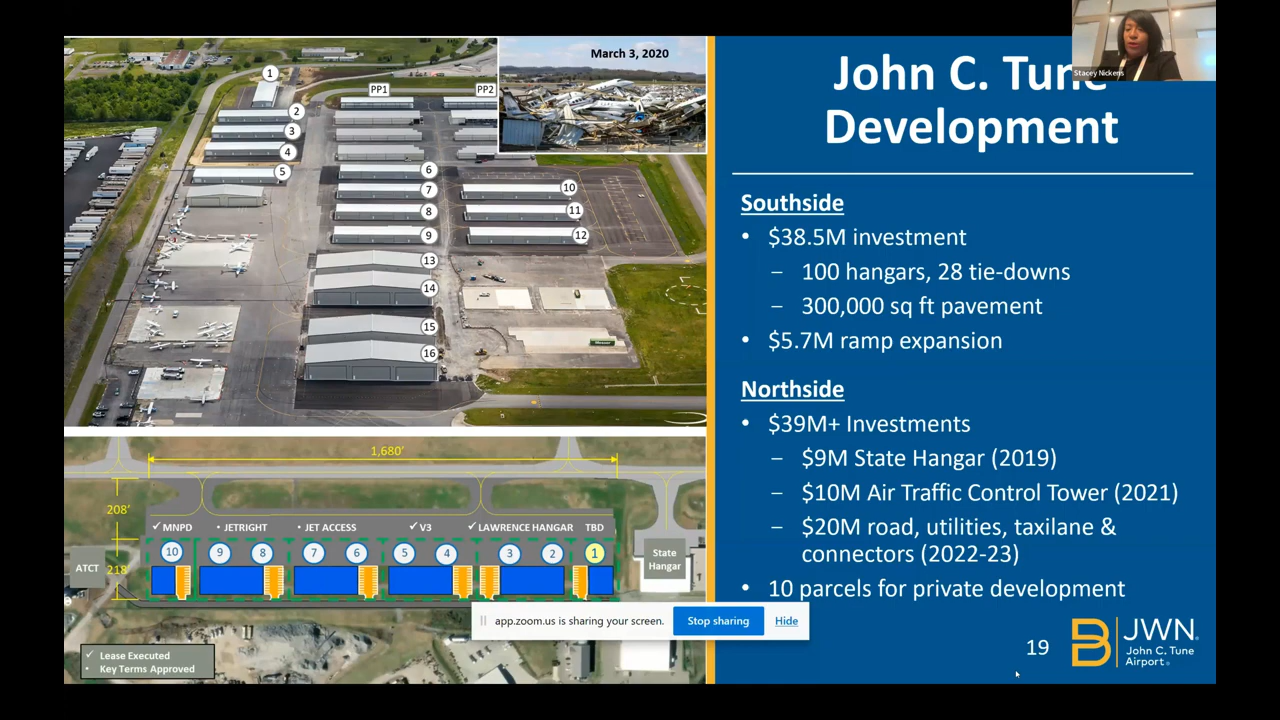 March 3, 2020
1
PP1
PP2
2
3
4
5
6
7
8
9
10
11
12
13
14
15
16
Stacey Nickens
John C. Tune
Development
Southside
• $38.5M investment
– 100 hangars, 28 tie-downs
– 300,000 sq ft pavement
• $5.7M ramp expansion
Northside
• $39M+ Investments
– $9M State Hangar (2019)
– $10M Air Traffic Control Tower (2021)
– $20M road, utilities, taxilane &
connectors (2022-23)
• 10 parcels for private development
1,680'
208'
218'
✓ MNPD
• JETRIGHT
• JET ACCESS
✓ V3
✓ LAWRENCE HANGAR
TBD
10
9
8
7
6
5
4
3
2
1
ATCT
State
Hangar
✓ Lease Executed
• Key Terms Approved
app.zoom.us is sharing your screen.
Stop sharing
Hide
19
B
JWN®
John C. Tune
Airport®